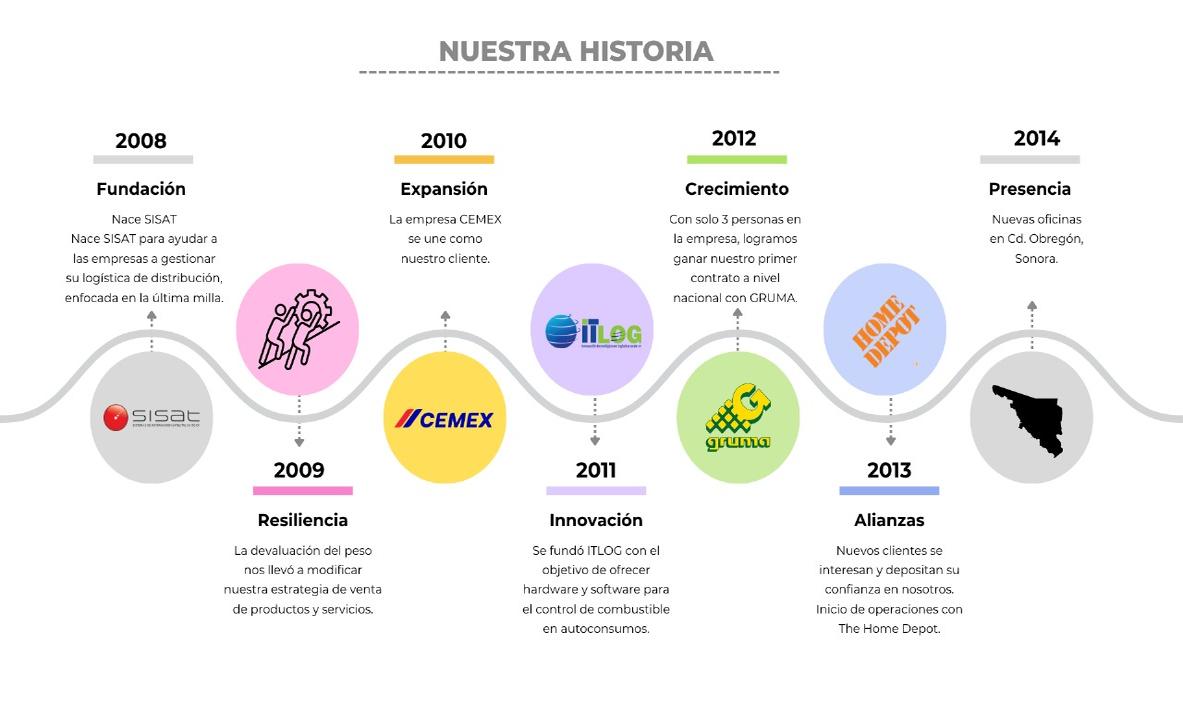 NUESTRA HISTORIA
2008
Fundación
Nace SISAT
Nace SISAT para ayudar a
las empresas a gestionar
su logística de distribución,
enfocada en la última milla.
sisat
2009
Resiliencia
La devaluación del peso
nos llevó a modificar
nuestra estrategia de venta
de productos y servicios.
2010
Expansión
La empresa CEMEX
se une como
nuestro cliente.
CEMEX
ITLOG
2011
Innovación
Se fundó ITLOG con el
objetivo de ofrecer
hardware y software para
el control de combustible
en autoconsumos.
2012
Crecimiento
Con solo 3 personas en
la empresa, logramos
ganar nuestro primer
contrato a nivel
nacional con GRUMA.
G
gruma
THE HOME
DEPOT
2013
Alianzas
Nuevos clientes se
interesan y depositan su
confianza en nosotros.
Inicio de operaciones con
The Home Depot.
2014
Presencia
Nuevas oficinas
en Cd. Obregón,
Sonora.